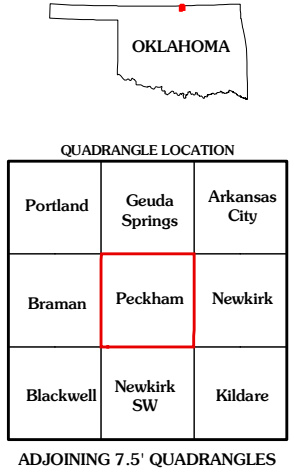 OKLAHOMA
QUADRANGLE LOCATION
Portland
Geuda
Springs
Arkansas
City
Braman
Peckham
Newkirk
Blackwell
Newkirk
SW
Kildare
ADJOINING 7.5' QUADRANGLES